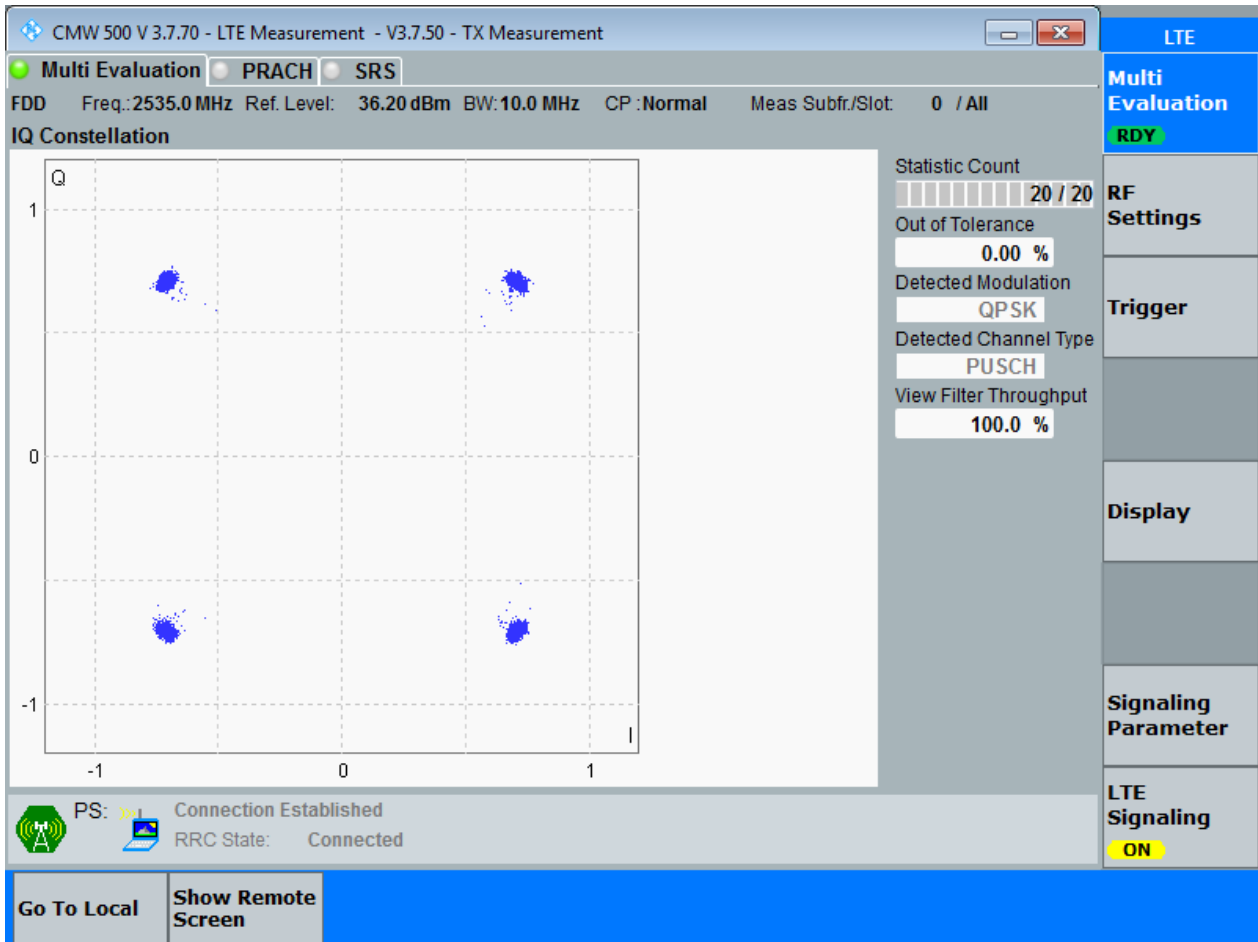 CMW 500 V 3.7.70 - LTE Measurement - V3.7.50 - TX Measurement
LTE
Multi Evaluation PRACH SRS
FDD Freq.: 2535.0 MHz Ref. Level: 36.20 dBm BW: 10.0 MHz CP : Normal Meas Subfr./Slot: 0 / All
IQ Constellation
Q
1
0
-1
I
-1 0 1
Statistic Count
20 / 20
Out of Tolerance
0.00 %
Detected Modulation
QPSK
Detected Channel Type
PUSCH
View Filter Throughput
100.0 %
Multi
Evaluation
RDY
RF
Settings
Trigger
Display
Signaling
Parameter
LTE
Signaling
ON
PS: Connection Established
RRC State: Connected
Go To Local
Show Remote
Screen